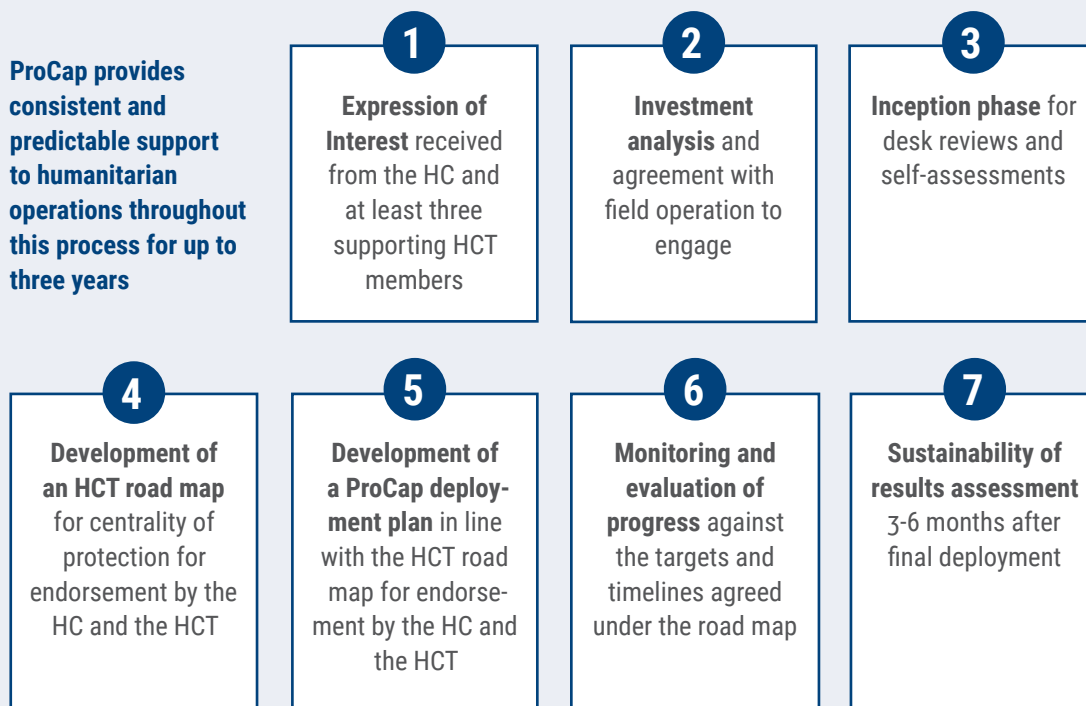 ProCap provides
consistent and
predictable support
to humanitarian
operations throughout
this process for up to
three years
1
Expression of
Interest received
from the HC and
at least three
supporting HCT
members
2
Investment
analysis and
agreement with
field operation to
engage
3
Inception phase for
desk reviews and
self-assessments
4
Development of
an HCT road map
for centrality of
protection for
endorsement by the
HC and the HCT
5
Development of
a ProCap deploy-
ment plan in line
with the HCT road
map for endorse-
ment by the HC and
the HCT
6
Monitoring and
evaluation of
progress against
the targets and
timelines agreed
under the road map
7
Sustainability of
results assessment
3-6 months after
final deployment